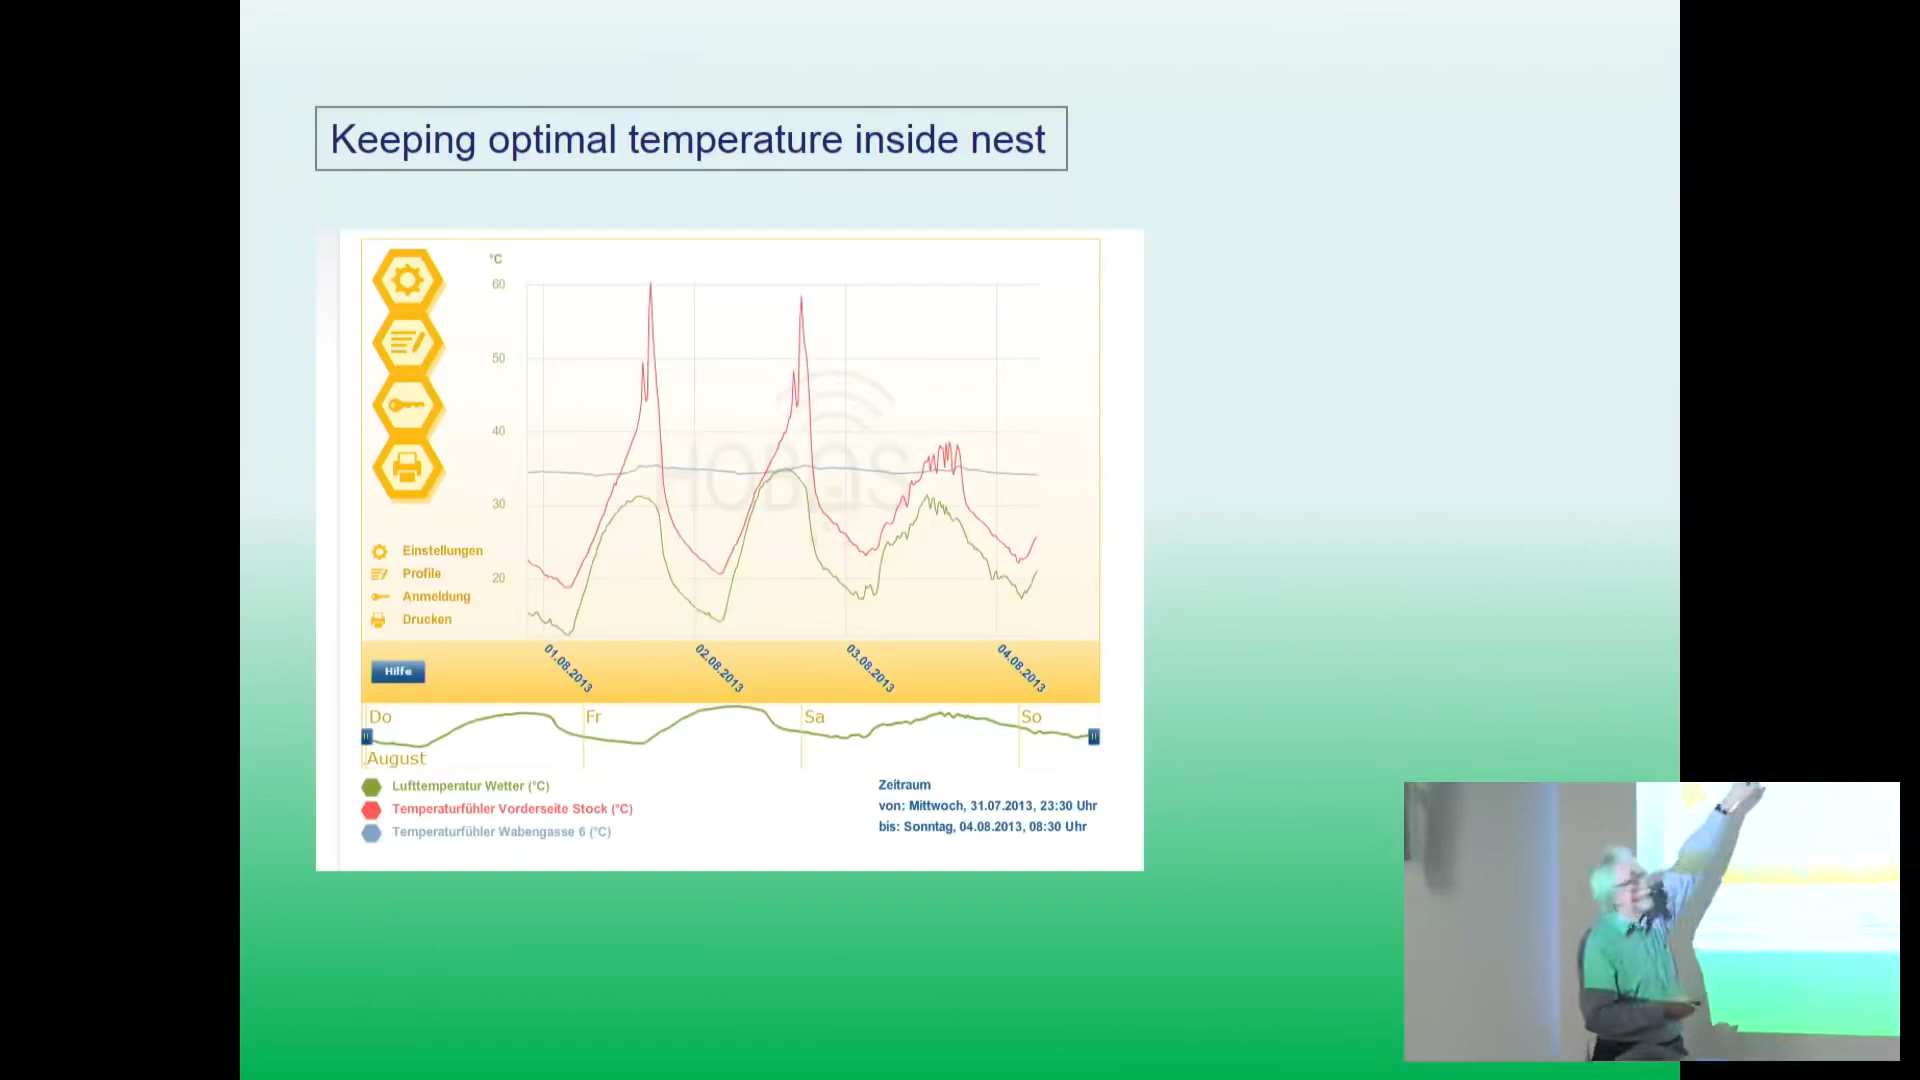 Keeping optimal temperature inside nest
°C
60
50
40
30
20
HOBOS
Einstellungen
Profile
Anmeldung
Drucken
Hilfe
01.08.2013
02.08.2013
03.08.2013
04.08.2013
Do
Fr
Sa
So
August
Lufttemperatur Wetter (°C)
Temperaturfühler Vorderseite Stock (°C)
Temperaturfühler Wabengasse 6 (°C)
Zeitraum
von: Mittwoch, 31.07.2013, 23:30 Uhr
bis: Sonntag, 04.08.2013, 08:30 Uhr